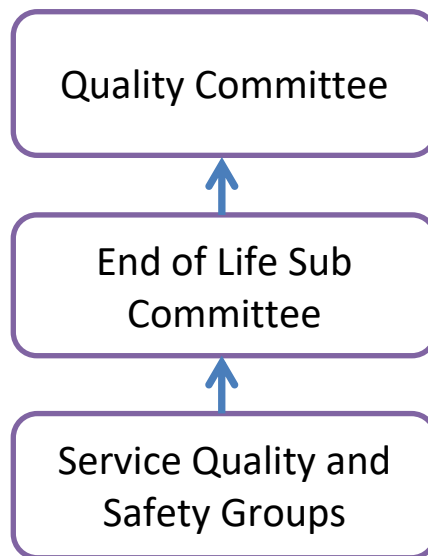 Quality Committee
End of Life Sub
Committee
Service Quality and
Safety Groups